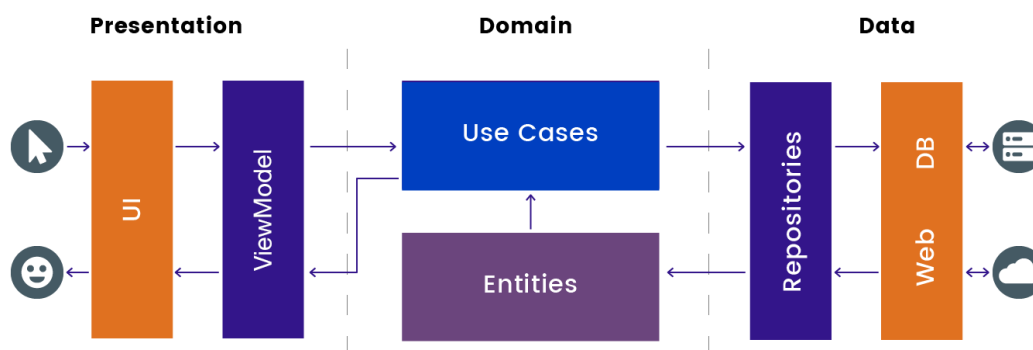 Presentation
Domain
Data
UI
ViewModel
Use Cases
Entities
Repositories
DB
Web